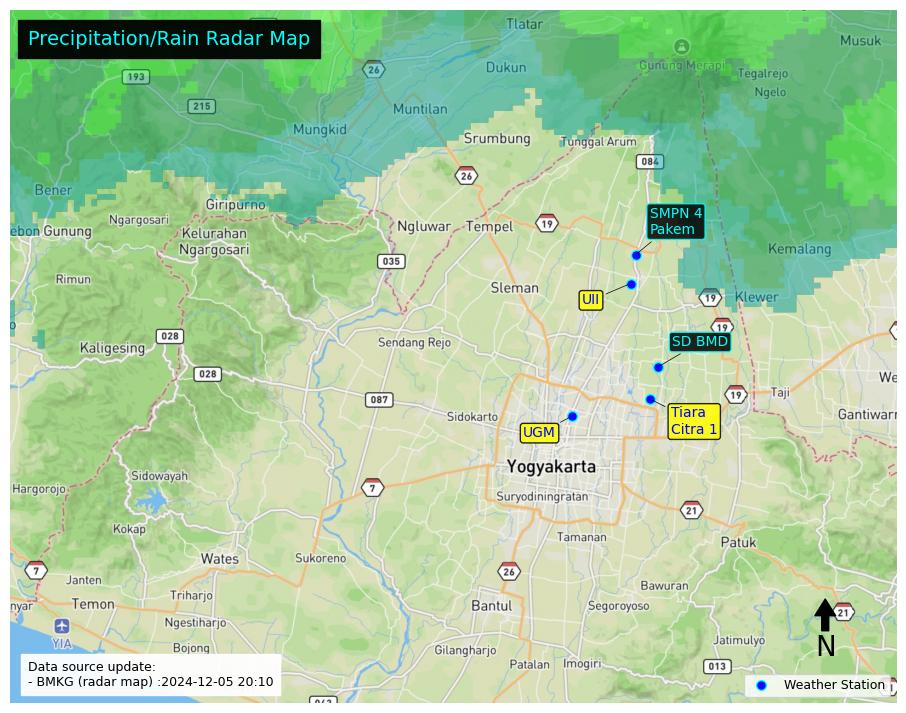 Precipitation/Rain Radar Map
Tlatar
Musuk
Gunung Merapi
Tegalrejo
Ngelo
26
Dukun
193
215
Muntilan
Mungkid
Srumbung
Tunggal Arum
084
26
Bener
Giripurno
Ngargosari
ebon Gunung
Kelurahan
Ngargosari
Ngluwar
Tempel
19
SMPN 4
Pakem
Kemalang
035
Rimun
Sleman
UII
19
Klewer
19
028
Kaligesing
Sendang Rejo
SD BMD
028
087
19
Taji
We
Sidokarto
UGM
Tiara
Citra 1
Gantiwarn
Yogyakarta
Sidowayah
Hargorojo
7
Suryodiningratan
21
Kokap
Tamanan
Patuk
Wates
Sukoreno
7
26
Janten
Bawuran
Triharjo
nyar
Temon
Bantul
Segoroyoso
21
Ngestiharjo
YIA
Bojong
Gilangharjo
Jatimulyo
N
Patalan
Imogiri
013
Data source update:
- BMKG (radar map) :2024-12-05 20:10
Weather Station